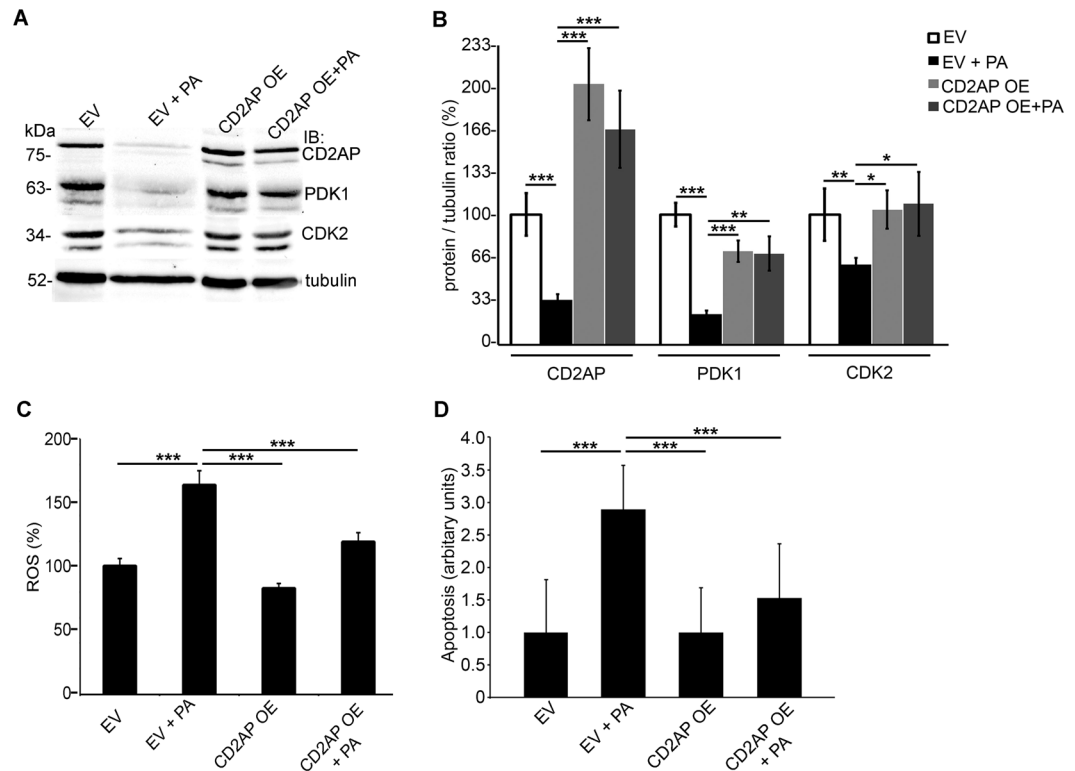 A
EV
EV + PA
CD2AP OE
CD2AP OE+PA
kDa
IB:
75-
CD2AP
63-
PDK1
34-
CDK2
52-
tubulin
B
protein / tubulin ratio (%)
233-
200-
166-
133-
100-
66-
33-
0-
***
***
***
***
***
**
**
*
*
CD2AP
PDK1
CDK2
EV
EV + PA
CD2AP OE
CD2AP OE+PA
C
ROS (%)
200
150
100
50
0
***
***
***
EV
EV + PA
CD2AP OE
CD2AP OE
+ PA
D
Apoptosis (arbitary units)
4.0
3.5
3.0
2.5
2.0
1.5
1.0
0.5
0
***
***
***
EV
EV + PA
CD2AP OE
CD2AP OE
+ PA